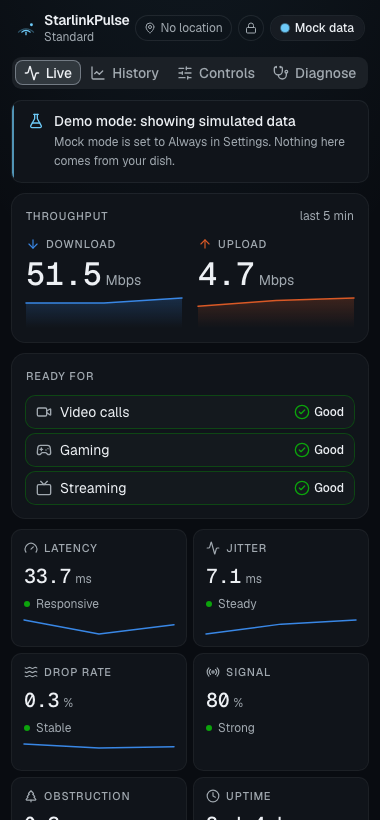 StarlinkPulse
Standard
No location
Mock data
Live
History
Controls
Diagnose
Demo mode: showing simulated data
Mock mode is set to Always in Settings. Nothing here
comes from your dish.
THROUGHPUT
last 5 min
DOWNLOAD
UPLOAD
51.5 Mbps
4.7 Mbps
READY FOR
Video calls
Good
Gaming
Good
Streaming
Good
LATENCY
JITTER
33.7 ms
7.1 ms
Responsive
Steady
DROP RATE
SIGNAL
0.3 %
80 %
Stable
Strong
OBSTRUCTION
UPTIME